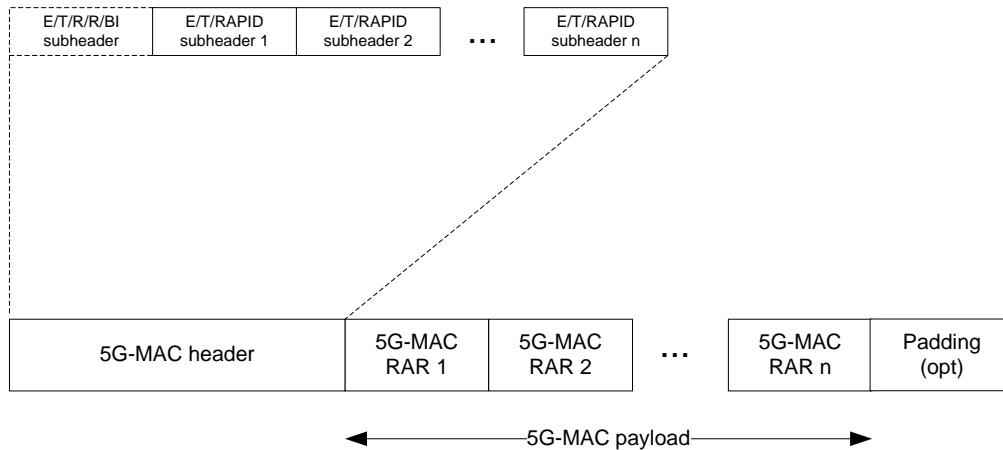 E/T/R/R/BI
subheader
E/T/RAPID
subheader 1
E/T/RAPID
subheader 2
...
E/T/RAPID
subheader n
5G-MAC header
5G-MAC
RAR 1
5G-MAC
RAR 2
...
5G-MAC
RAR n
Padding
(opt)
5G-MAC payload